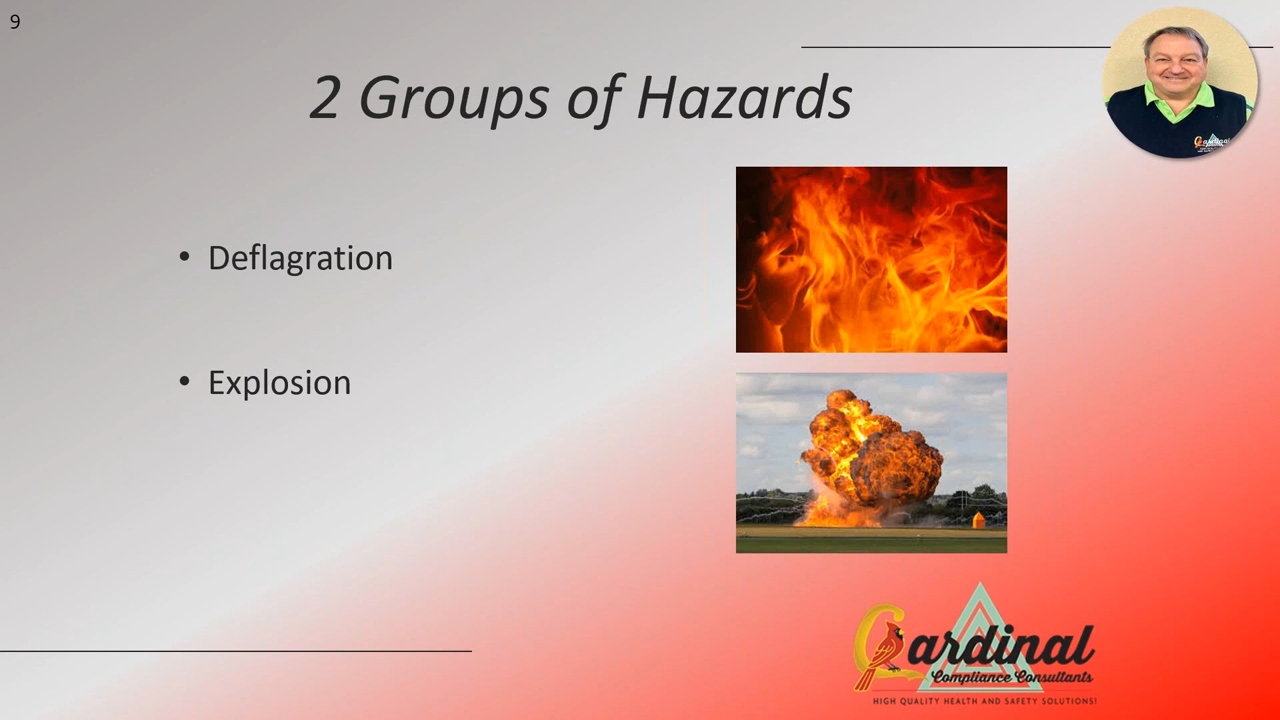 9
2 Groups of Hazards
• Deflagration
• Explosion
Cardinal
Compliance Consultants
HIGH QUALITY HEALTH AND SAFETY SOLUTIONS!